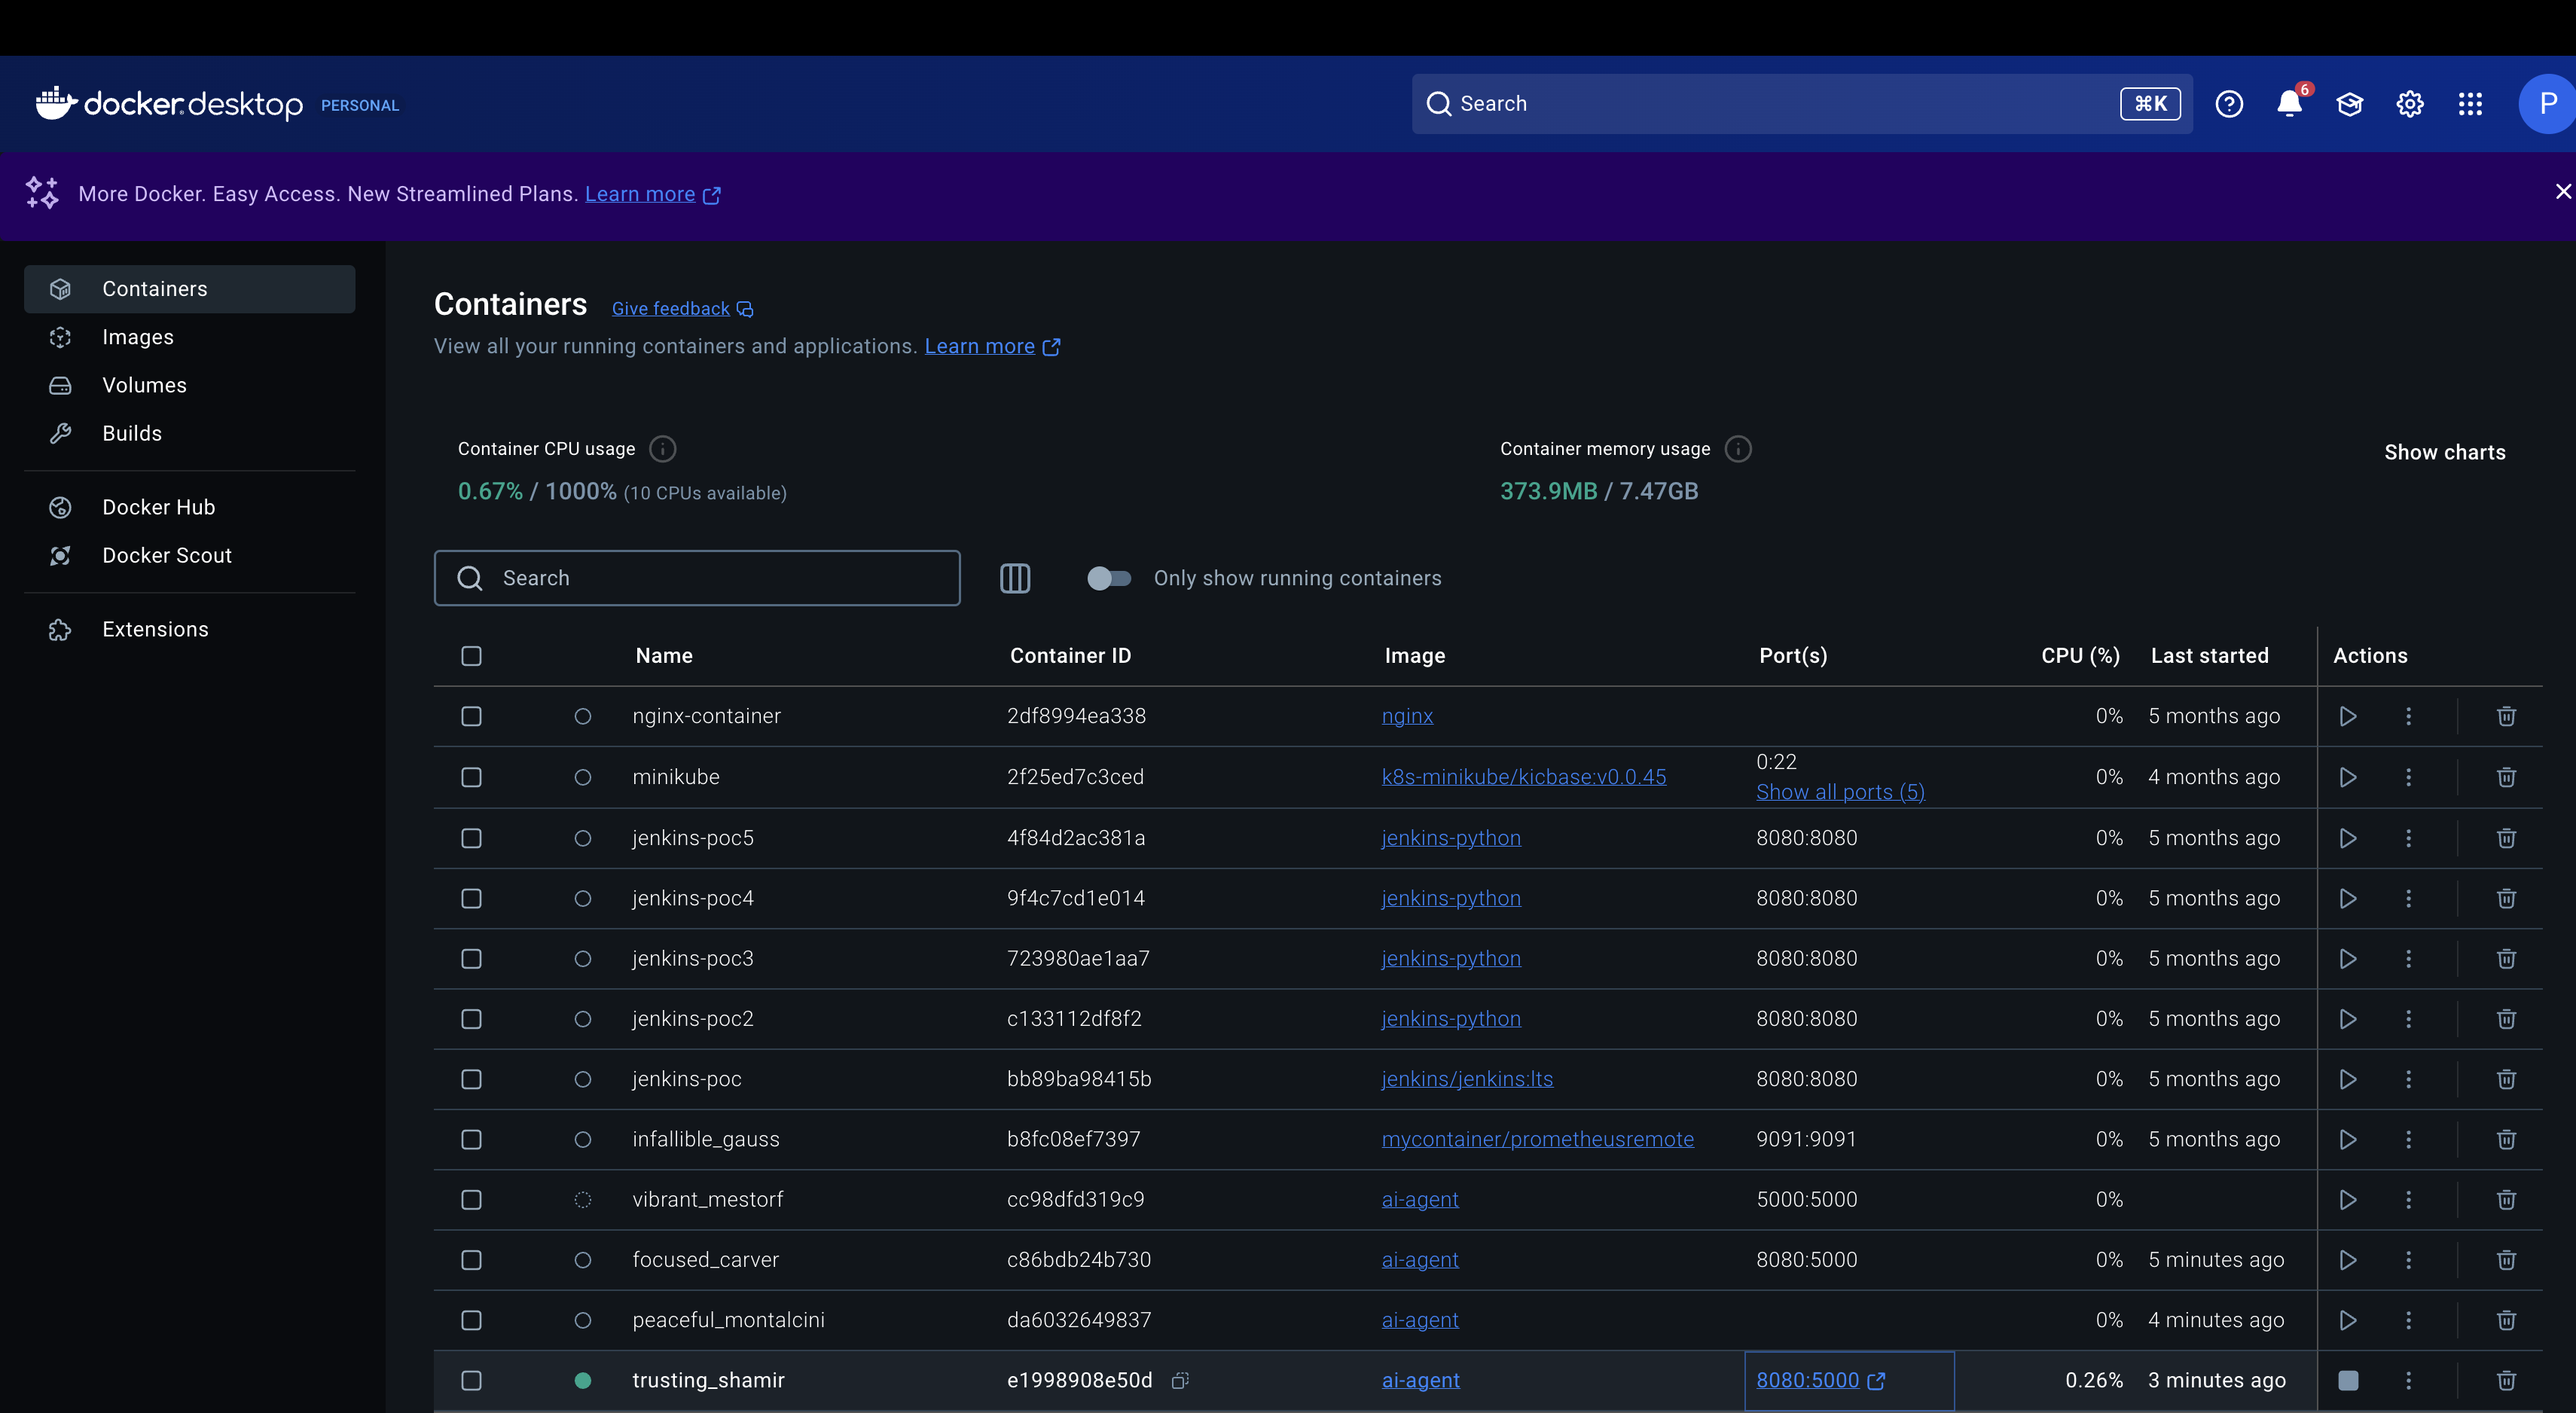 docker.desktop PERSONAL
Search ⌘K
6
P
More Docker. Easy Access. New Streamlined Plans. Learn more
Containers
Images
Volumes
Builds
Docker Hub
Docker Scout
Extensions
Containers Give feedback
View all your running containers and applications. Learn more
Container CPU usage
0.67% / 1000% (10 CPUs available)
Container memory usage
373.9MB / 7.47GB
Show charts
Search
Only show running containers
Name Container ID Image Port(s) CPU (%) Last started Actions
nginx-container 2df8994ea338 nginx 0% 5 months ago
minikube 2f25ed7c3ced k8s-minikube/kicbase:v0.0.45 0:22 0% 4 months ago
Show all ports (5)
jenkins-poc5 4f84d2ac381a jenkins-python 8080:8080 0% 5 months ago
jenkins-poc4 9f4c7cd1e014 jenkins-python 8080:8080 0% 5 months ago
jenkins-poc3 723980ae1aa7 jenkins-python 8080:8080 0% 5 months ago
jenkins-poc2 c133112df8f2 jenkins-python 8080:8080 0% 5 months ago
jenkins-poc bb89ba98415b jenkins/jenkins:lts 8080:8080 0% 5 months ago
infallible_gauss b8fc08ef7397 mycontainer/prometheusremote 9091:9091 0% 5 months ago
vibrant_mestorf cc98dfd319c9 ai-agent 5000:5000 0%
focused_carver c86bdb24b730 ai-agent 8080:5000 0% 5 minutes ago
peaceful_montalcini da6032649837 ai-agent 0% 4 minutes ago
trusting_shamir e1998908e50d ai-agent 8080:5000 0.26% 3 minutes ago